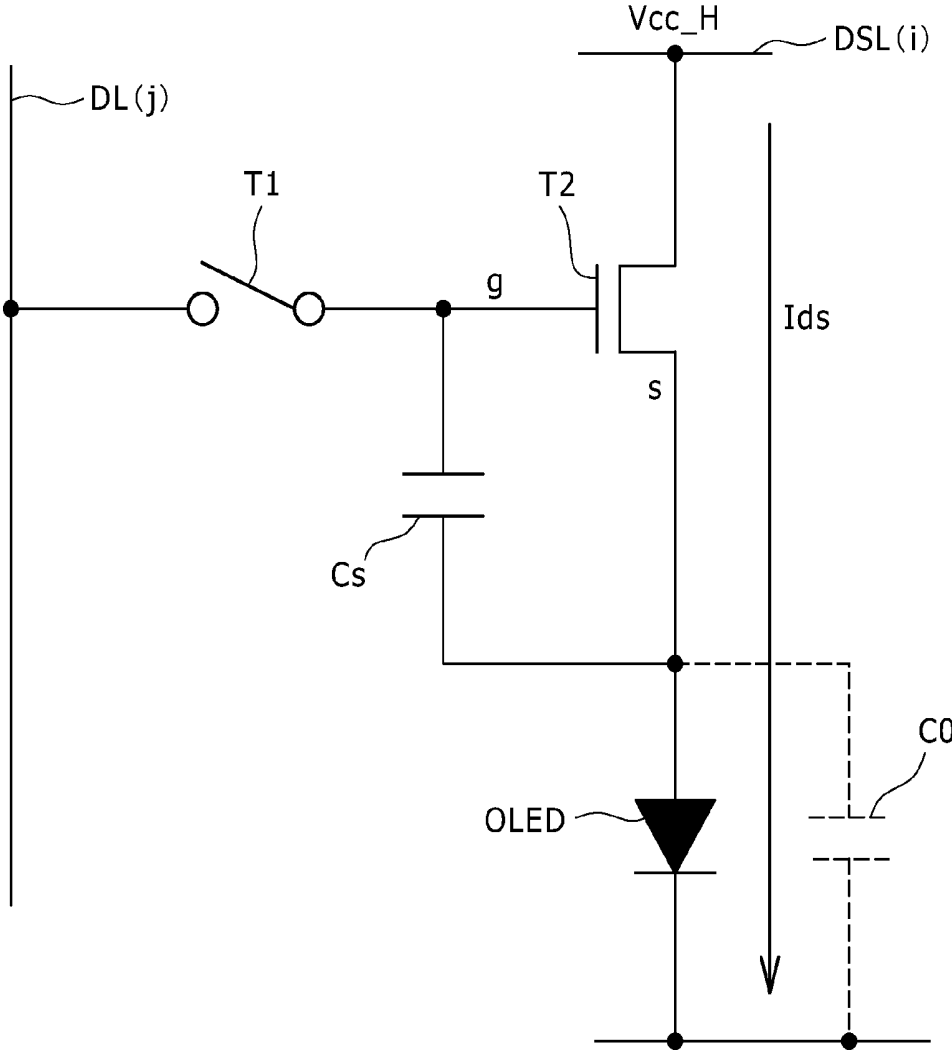 Vcc_H
DSL(i)
DL(j)
T1
T2
g
Ids
s
Cs
C0
OLED